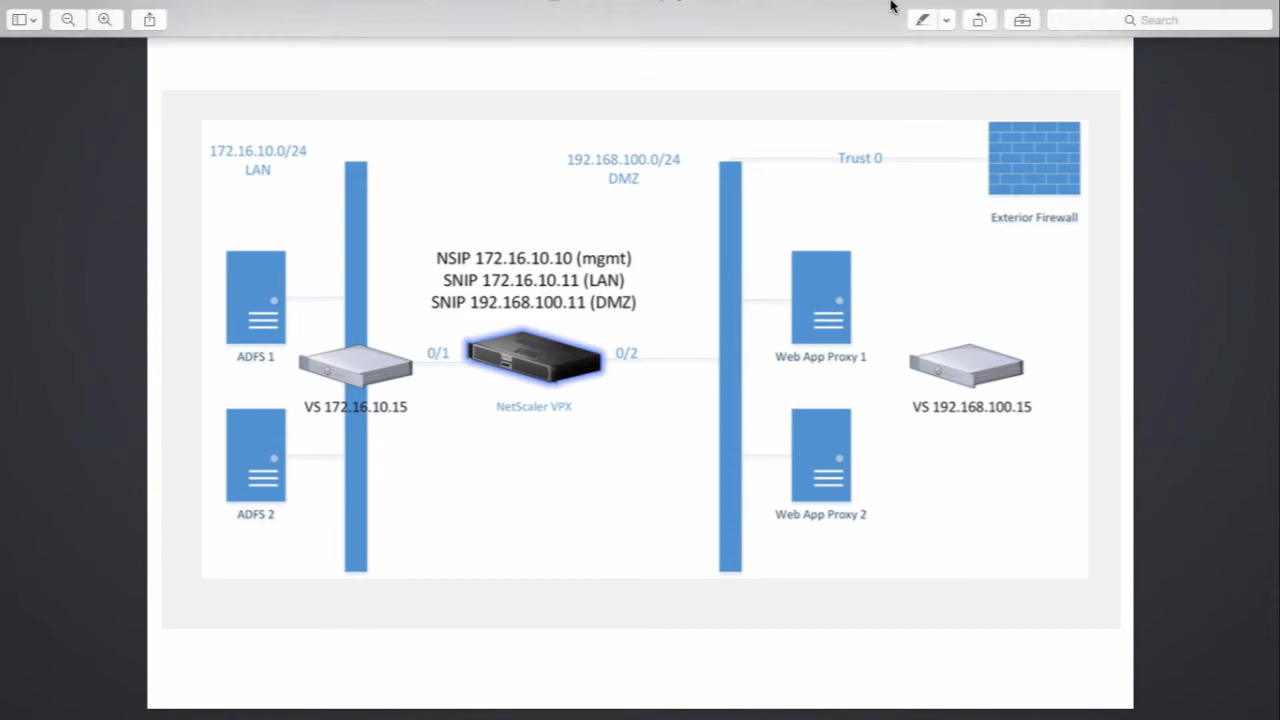 Search
172.16.10.0/24
LAN
192.168.100.0/24
DMZ
Trust 0
Exterior Firewall
NSIP 172.16.10.10 (mgmt)
SNIP 172.16.10.11 (LAN)
SNIP 192.168.100.11 (DMZ)
ADFS 1
0/1
0/2
Web App Proxy 1
VS 172.16.10.15
NetScaler VPX
VS 192.168.100.15
ADFS 2
Web App Proxy 2